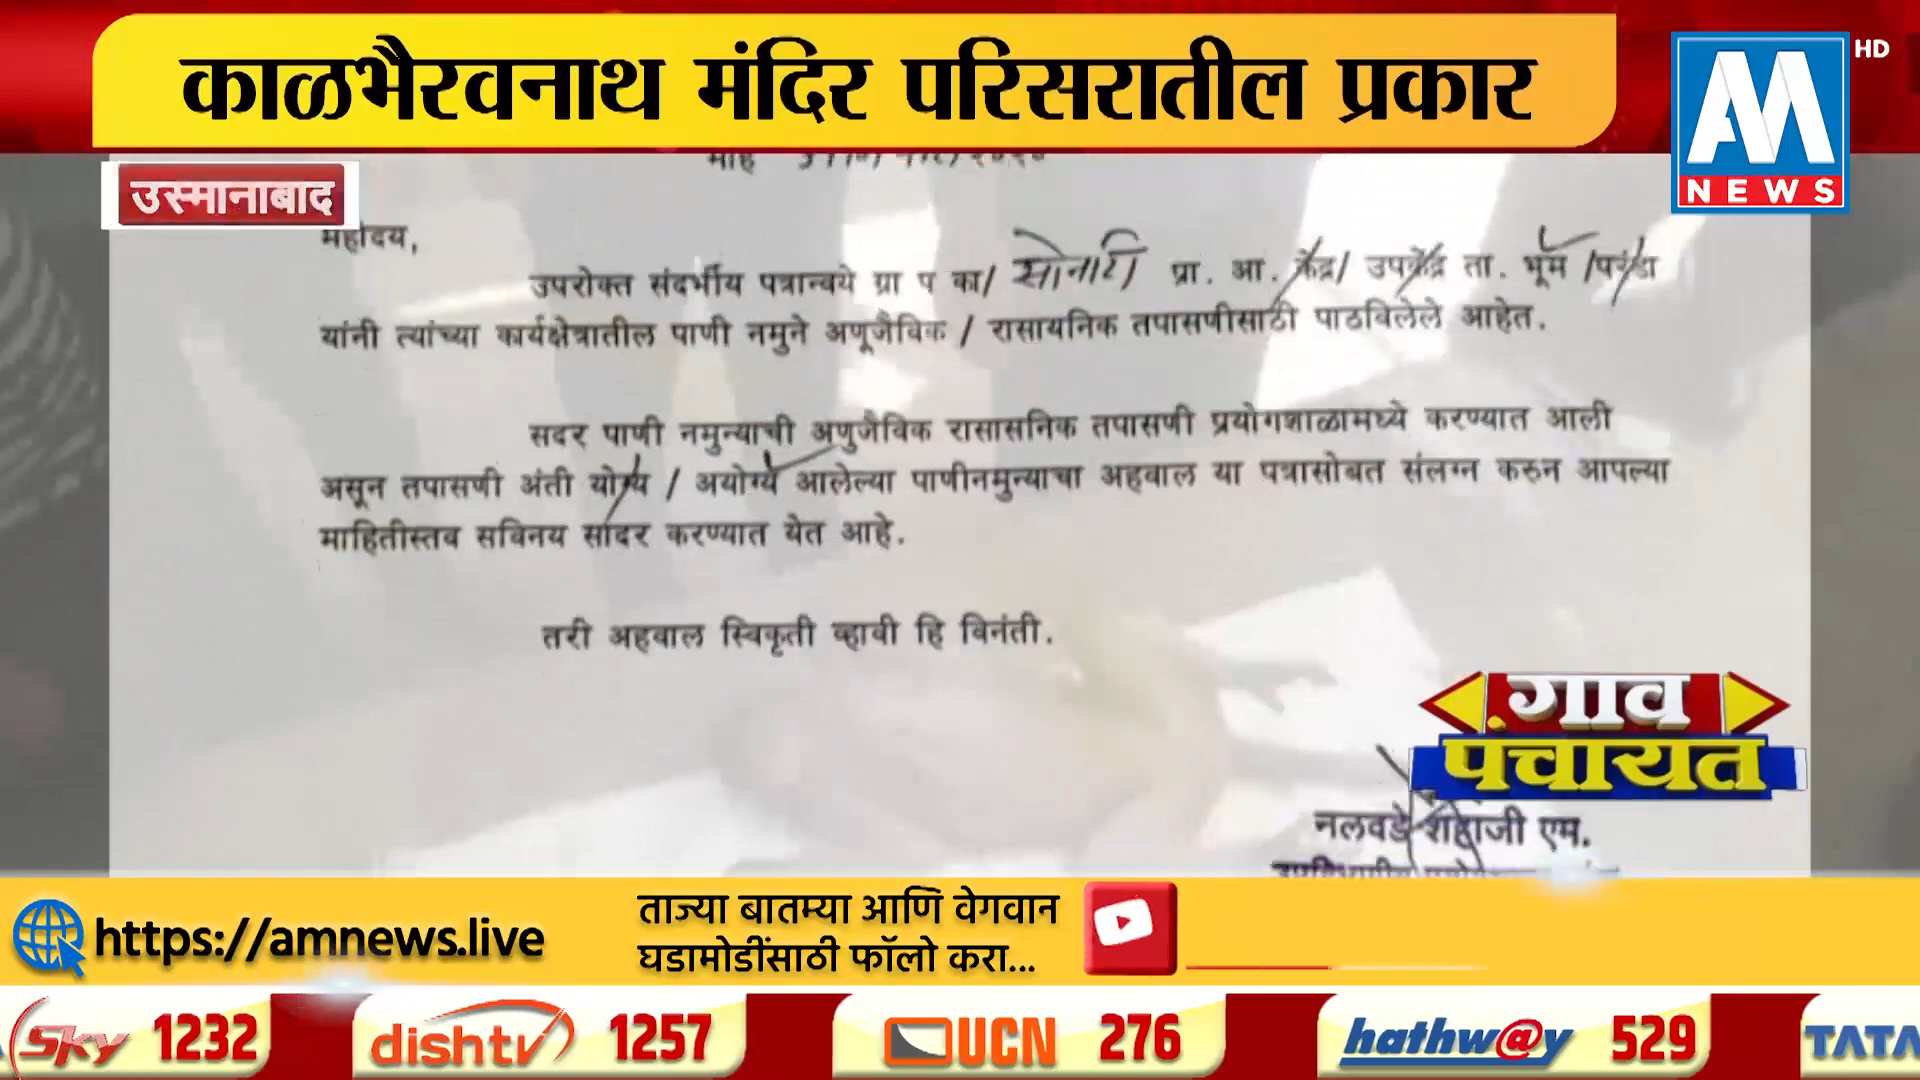 काळभैरवनाथ मंदिर परिसरातील प्रकार
AM HD
NEWS
उस्मानाबाद
माहे
महोदय,
उपरोक्त संदर्भीय पत्रान्वये ग्रा प का/ सोनारी प्रा. आ. केंद्र/ उपकेंद्र ता. भूम /परंडा
यांनी त्यांच्या कार्यक्षेत्रातील पाणी नमुने अणूजैविक / रासायनिक तपासणीसाठी पाठविलेले आहेत.
सदर पाणी नमुन्याची अणुजैविक रासासनिक तपासणी प्रयोगशाळामध्ये करण्यात आली
असून तपासणी अंती योग्य / अयोग्य आलेल्या पाणीनमुन्याचा अहवाल या पत्रासोबत संलग्न करुन आपल्या
माहितीस्तव सविनय सादर करण्यात येत आहे.
तरी अहवाल स्विकृती व्हावी हि विनंती.
गाव
पंचायत
नलवडे शहाजी एम.
https://amnews.live
ताज्या बातम्या आणि वेगवान
घडामोडींसाठी फॉलो करा...
Sky 1232 dishtv 1257 UCN 276 hathw@y 529 TATA